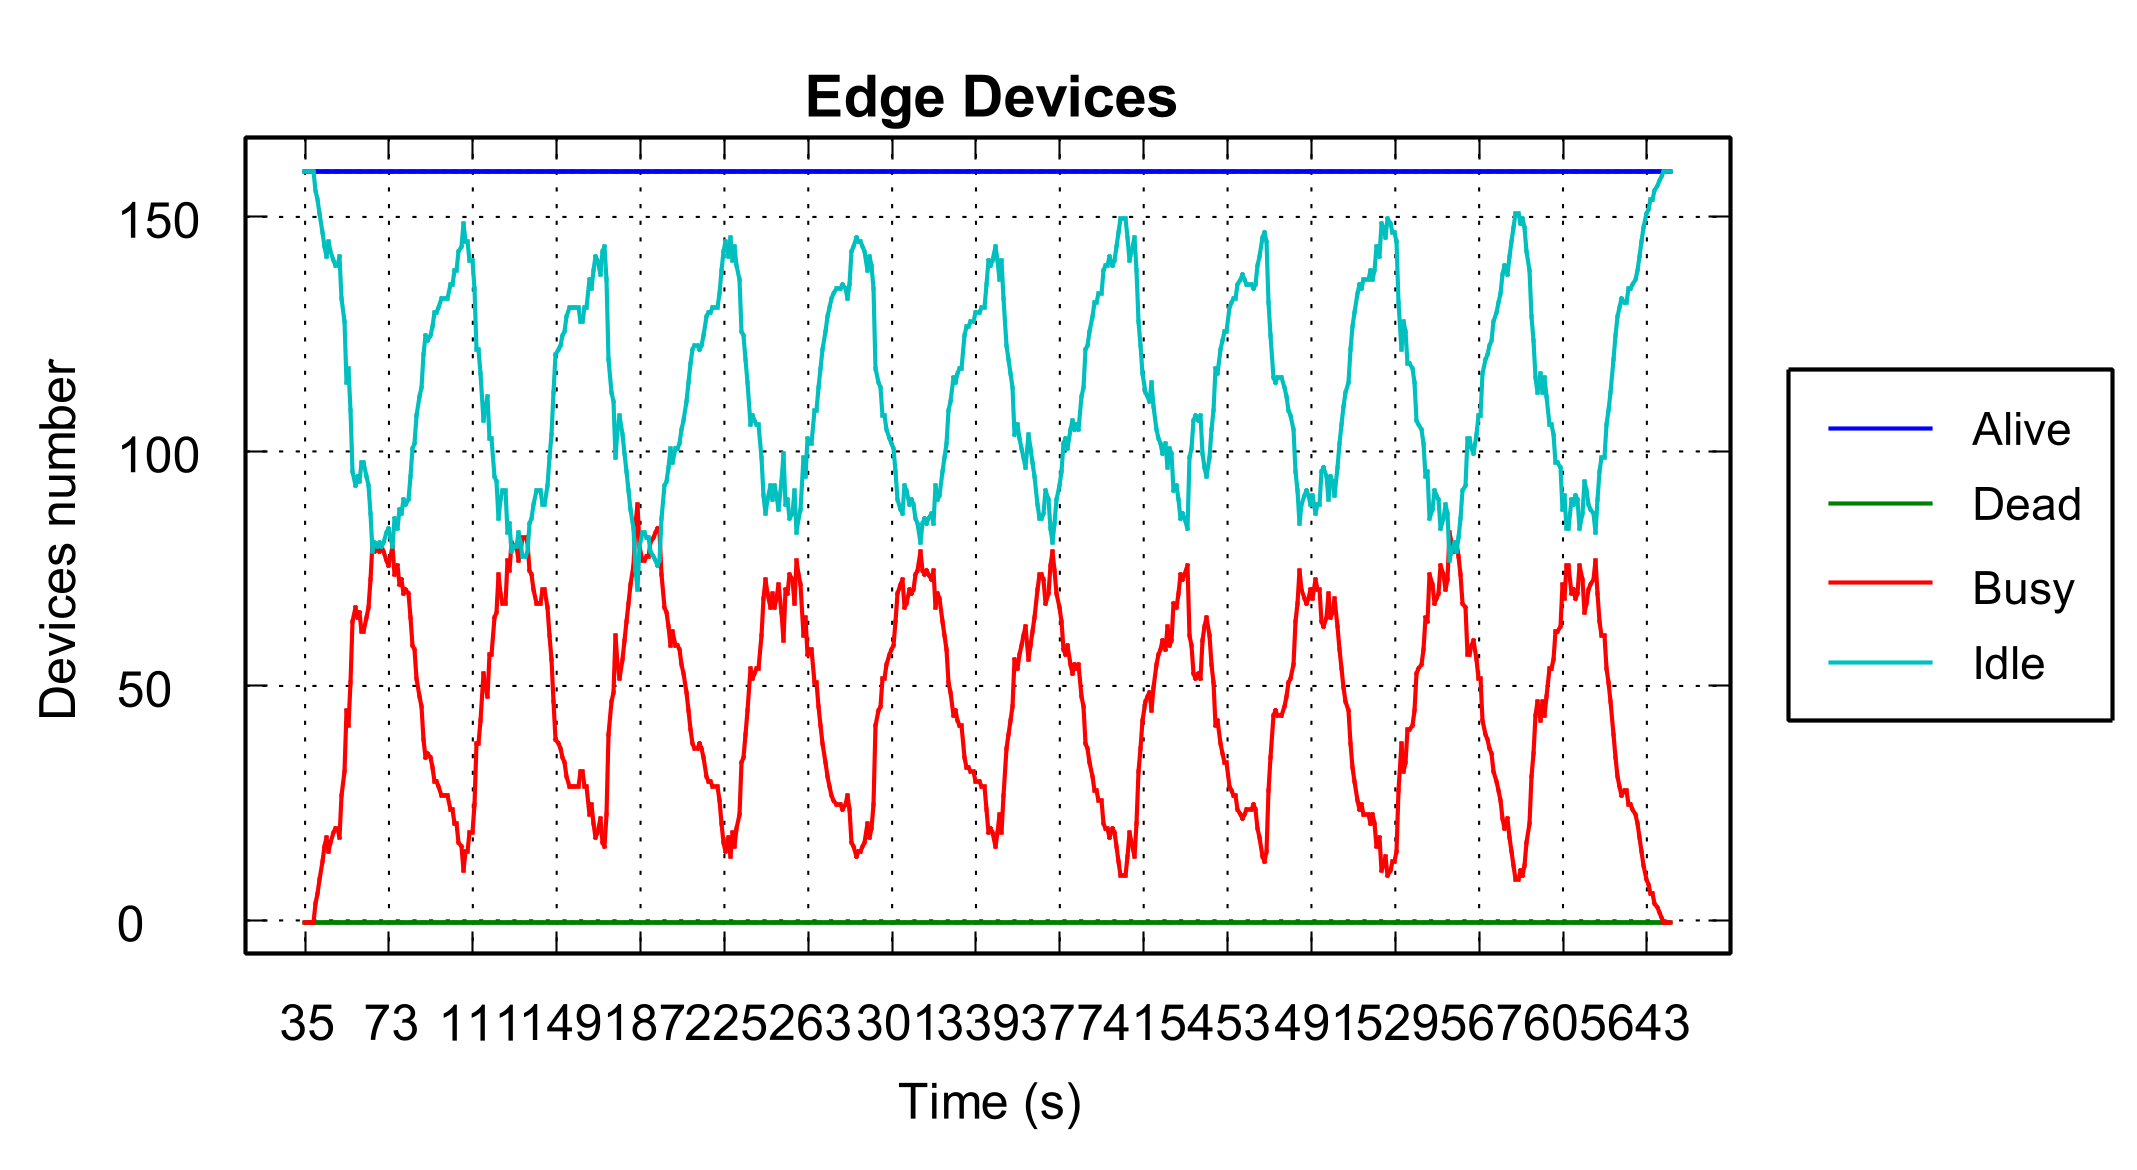 Edge Devices
Devices number
150
100
50
0
35 73 111149187225263301339377415453491529567605643
Time (s)
Alive
Dead
Busy
Idle